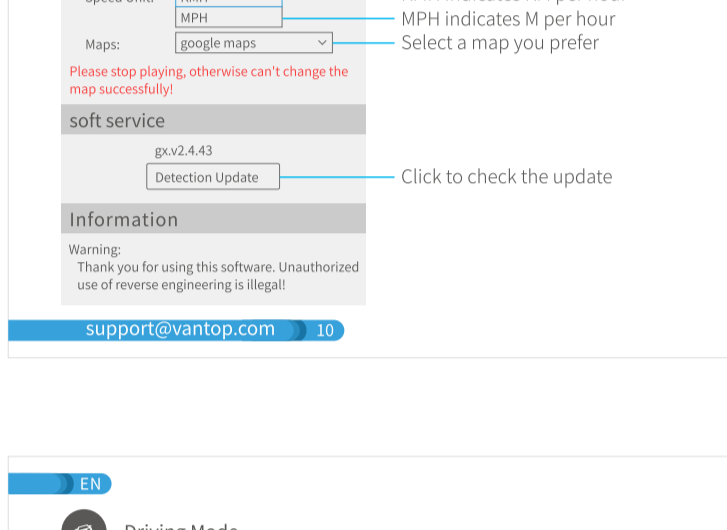 MPH
MPH indicates M per hour
Maps:
google maps
Select a map you prefer
Please stop playing, otherwise can't change the
map successfully!
soft service
gx.v2.4.43
Detection Update
Click to check the update
Information
Warning:
Thank you for using this software. Unauthorized
use of reverse engineering is illegal!
support@vantop.com
10
EN
Driving Mode